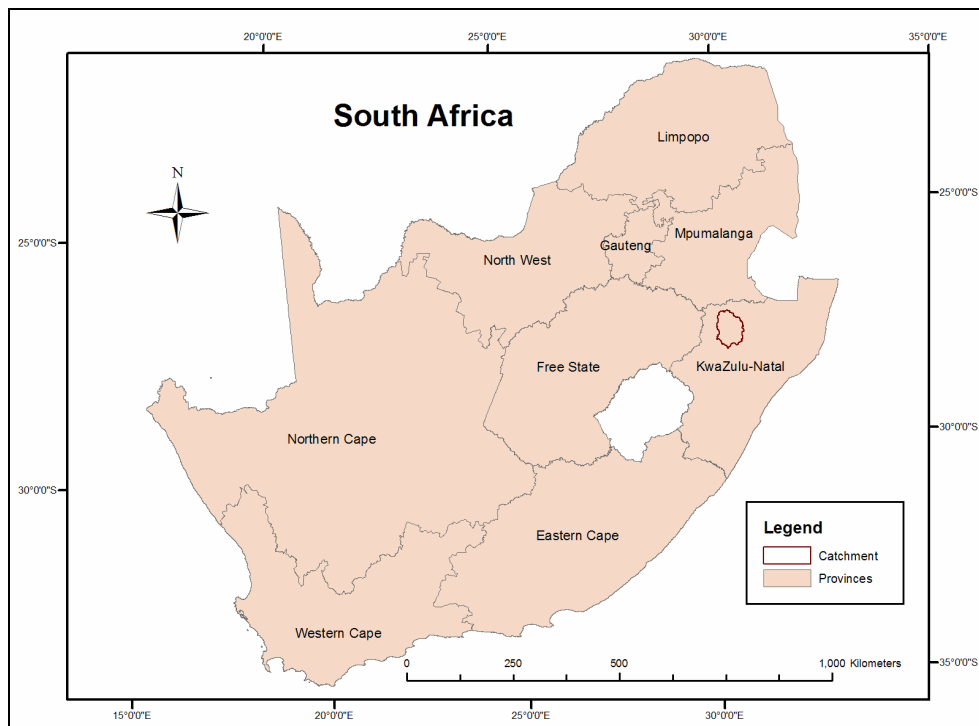 20°0'0"E
25°0'0"E
30°0'0"E
35°0'0"E
South Africa
Limpopo
N
25°0'0"S
25°0'0"S
Mpumalanga
Gauteng
North West
Free State
KwaZulu-Natal
Northern Cape
30°0'0"S
30°0'0"S
Eastern Cape
Legend
Catchment
Provinces
Western Cape
0
250
500
1,000 Kilometers
35°0'0"S
15°0'0"E
20°0'0"E
25°0'0"E
30°0'0"E